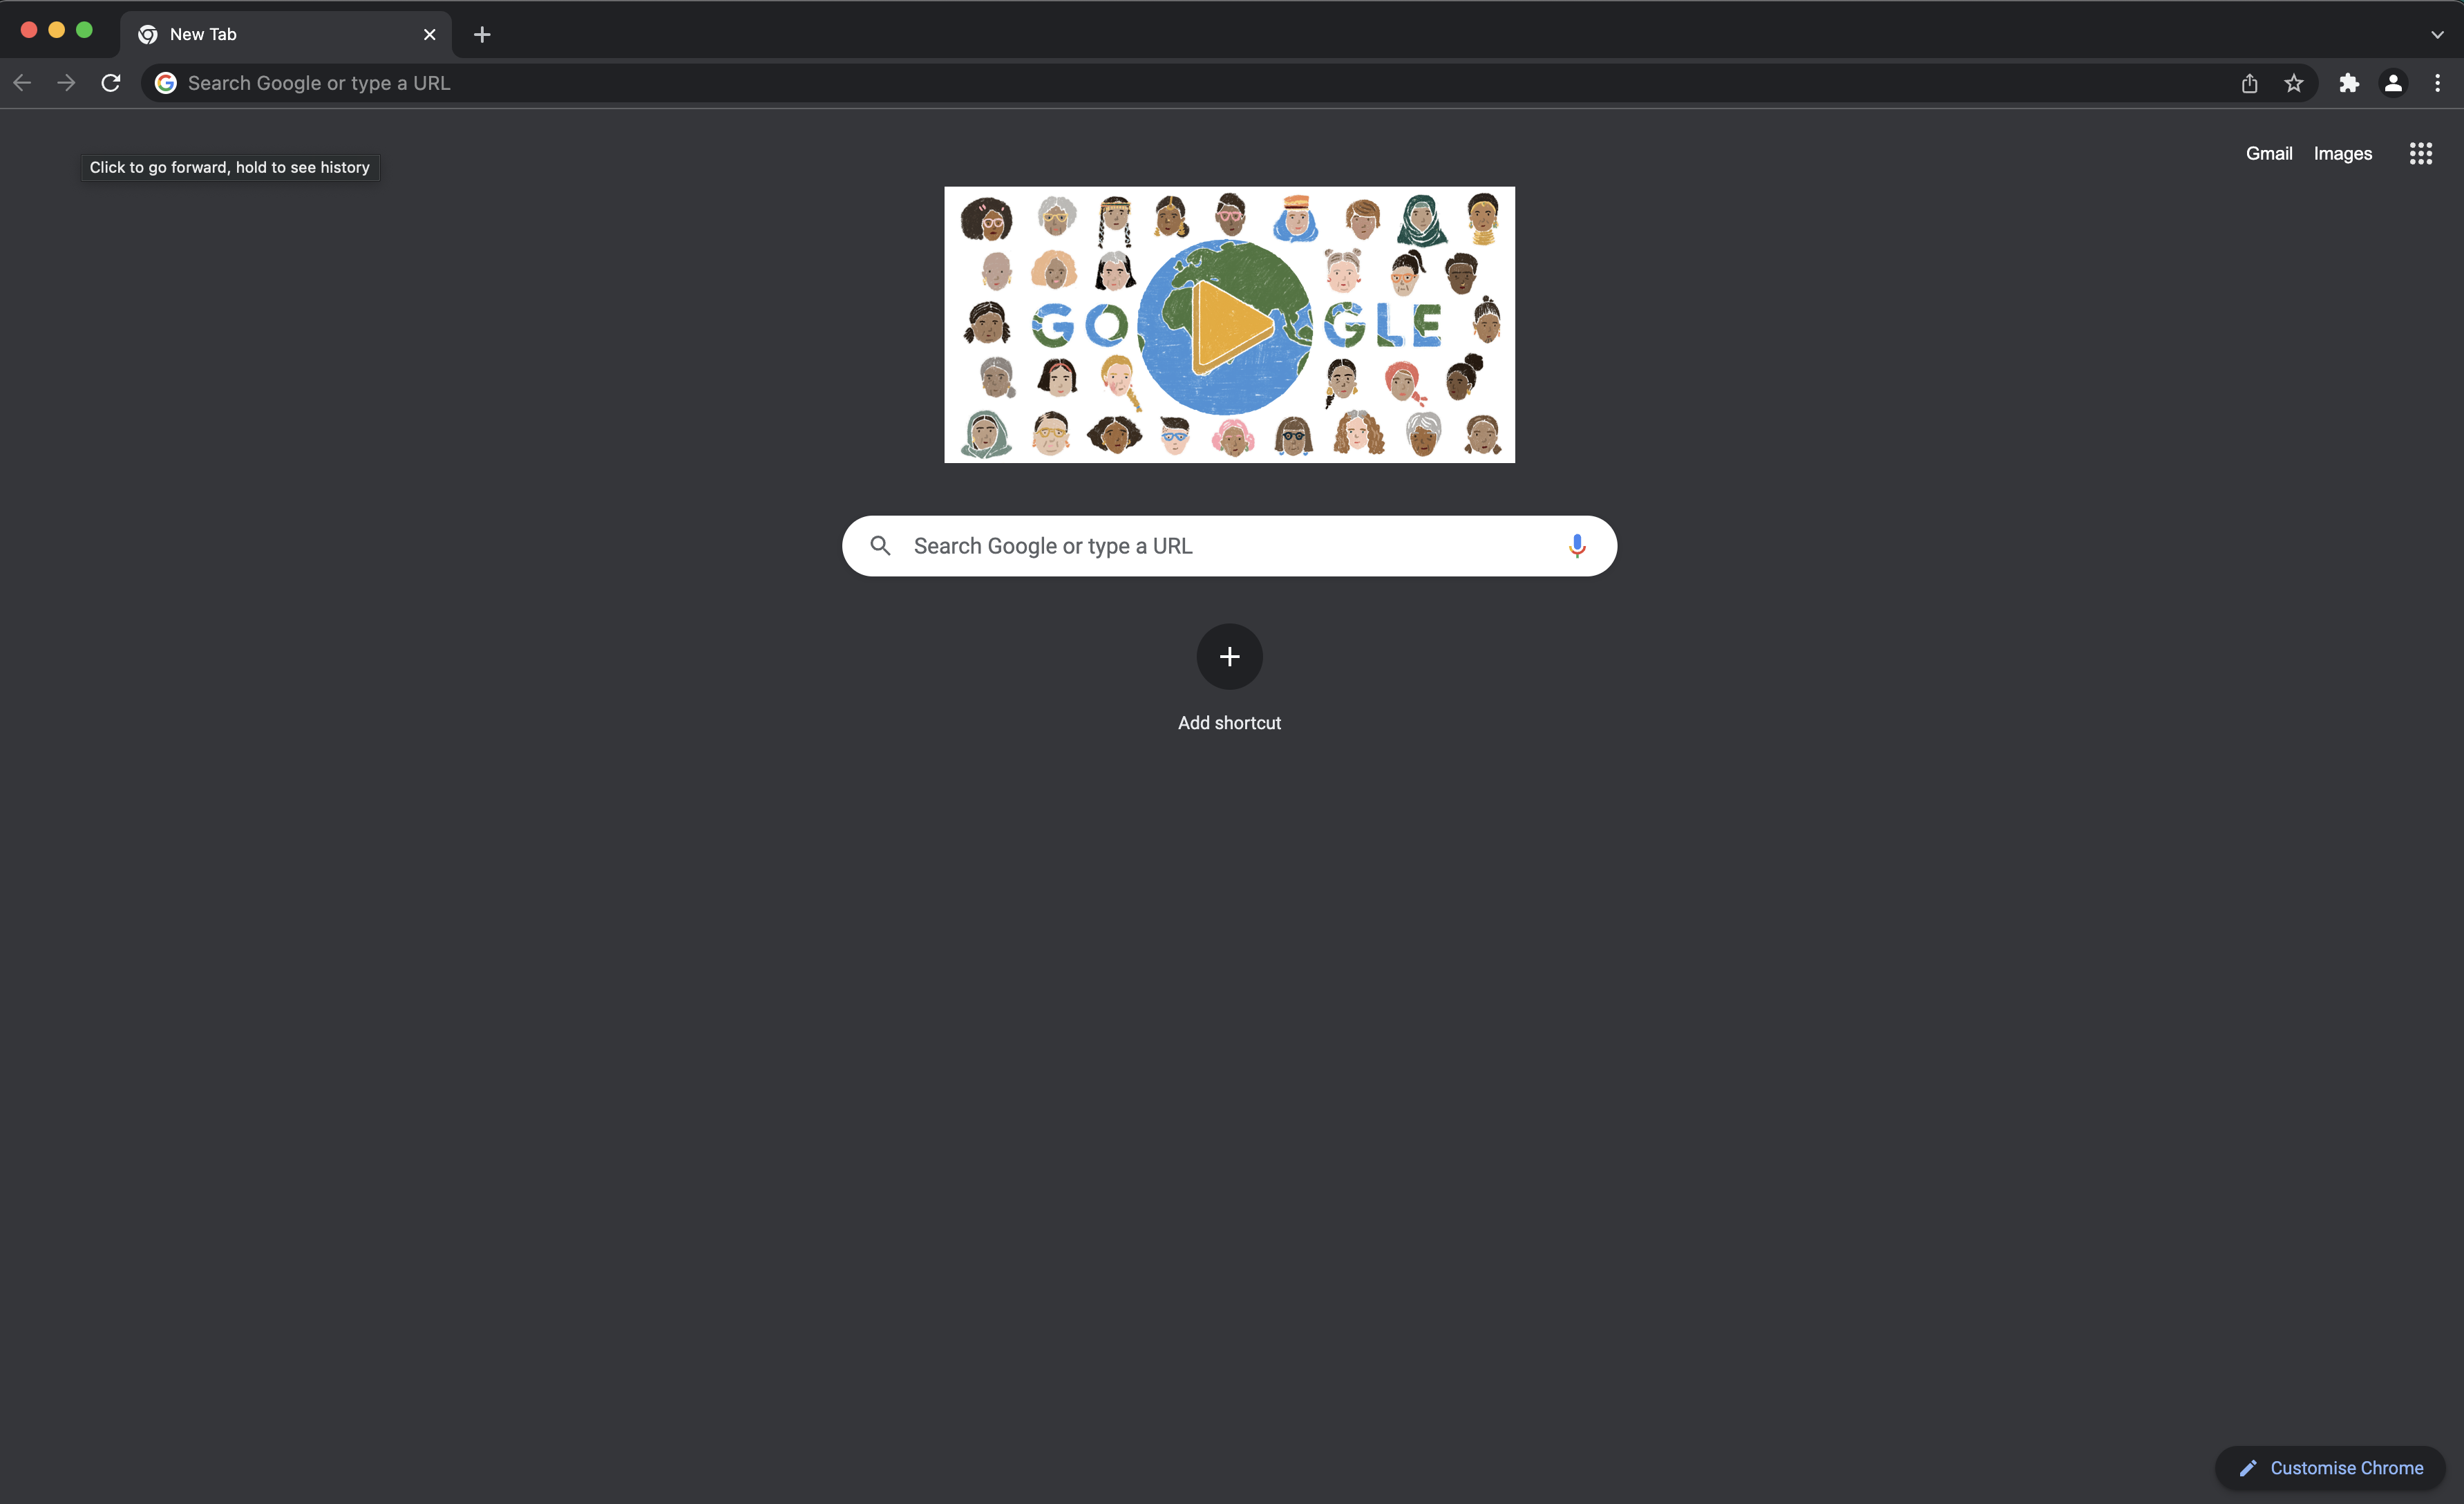 New Tab
Search Google or type a URL
Click to go forward, hold to see history
Gmail Images
GO GLE
Search Google or type a URL
Add shortcut
Customise Chrome